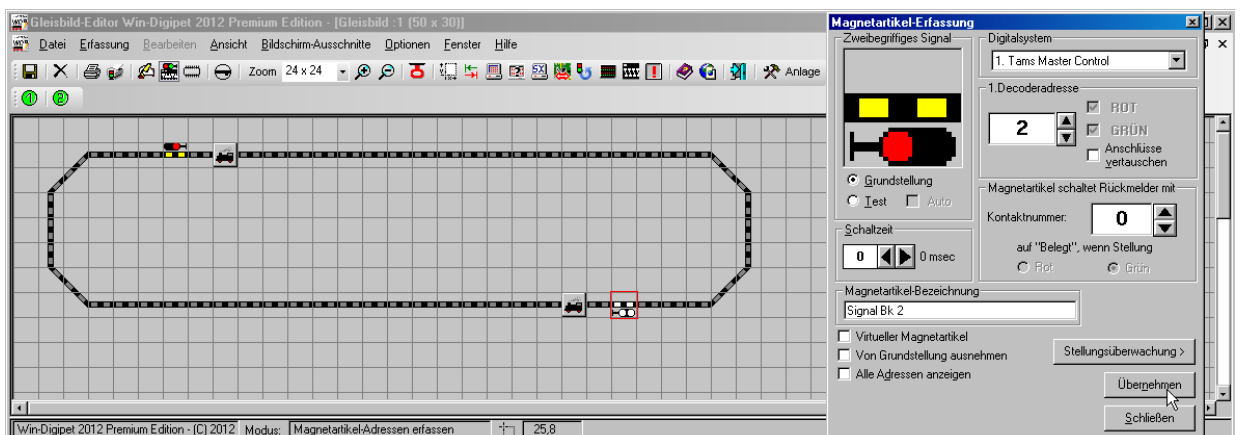 Gleisbild-Editor Win-Digipet 2012 Premium Edition - [Gleisbild :1 (50 x 30)]
Datei Erfassung Bearbeiten Ansicht Bildschirm-Ausschnitte Optionen Fenster Hilfe
Zoom 24 x 24 Anlage
1 2
Magnetartikel-Erfassung
Zweibegriffiges Signal
Grundstellung
Test Auto
Schaltzeit
0 0 msec
Digitalsystem
1. Tams Master Control
1.Decoderadresse
2
ROT
GRÜN
Anschlüsse
vertauschen
Magnetartikel schaltet Rückmelder mit
Kontaktnummer: 0
auf "Belegt", wenn Stellung
Rot Grün
Magnetartikel-Bezeichnung
Signal Bk 2
Virtueller Magnetartikel
Von Grundstellung ausnehmen
Alle Adressen anzeigen
Stellungsüberwachung >
Übernehmen
Schließen
Win-Digipet 2012 Premium Edition - (C) 2012 Modus: Magnetartikel-Adressen erfassen 25,8